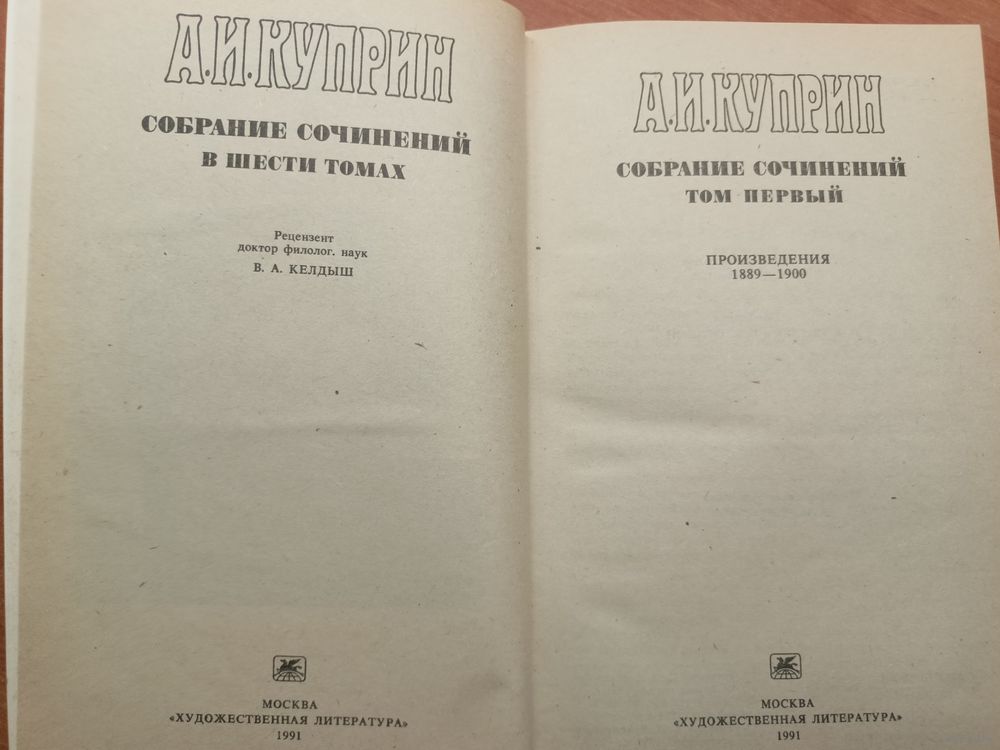 А.И.КУПРИН
СОБРАНИЕ СОЧИНЕНИЙ
В ШЕСТИ ТОМАХ
Рецензент
доктор филолог. наук
В. А. КЕЛДЫШ
МОСКВА
«ХУДОЖЕСТВЕННАЯ ЛИТЕРАТУРА»
1991
А.И.КУПРИН
СОБРАНИЕ СОЧИНЕНИЙ
ТОМ ПЕРВЫЙ
ПРОИЗВЕДЕНИЯ
1889—1900
МОСКВА
«ХУДОЖЕСТВЕННАЯ ЛИТЕРАТУРА»
1991